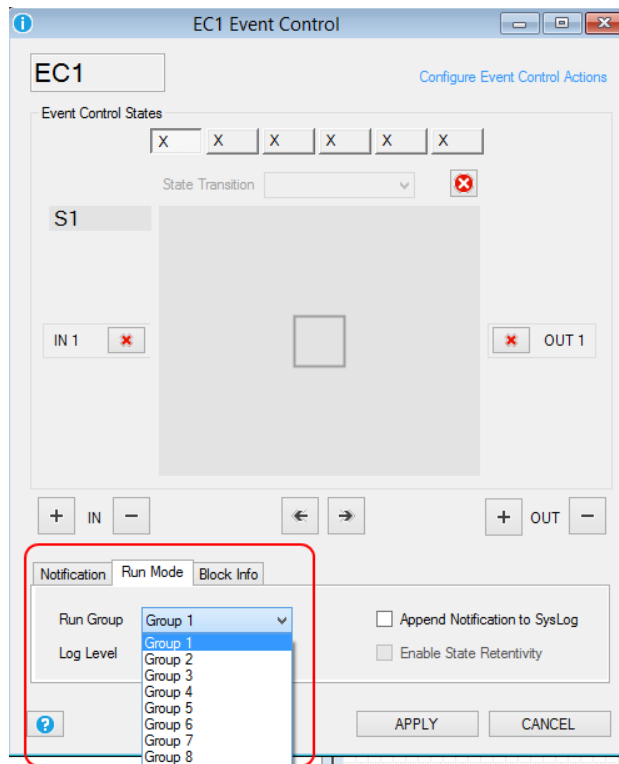 EC1 Event Control
EC1
Configure Event Control Actions
Event Control States
X X X X X X
State Transition
S1
IN 1
OUT 1
+ IN −
+ OUT −
Notification Run Mode Block Info
Run Group Group 1
Append Notification to SysLog
Log Level
Enable State Retentivity
Group 1
Group 2
Group 3
Group 4
Group 5
Group 6
Group 7
Group 8
APPLY CANCEL